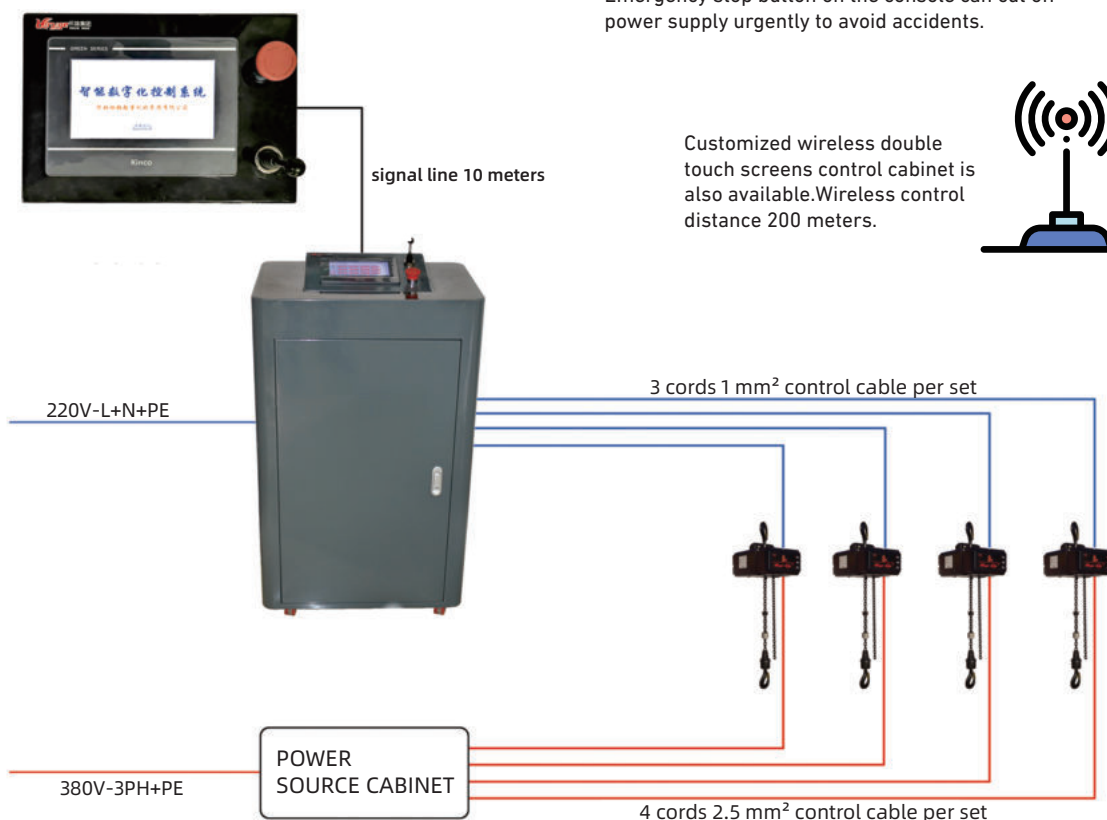 Emergency stop button on the console can cut off
power supply urgently to avoid accidents.
GREEN SERIES
智能数字化控制系统
Kinco
signal line 10 meters
Customized wireless double
touch screens control cabinet is
also available.Wireless control
distance 200 meters.
220V-L+N+PE
3 cords 1 mm² control cable per set
POWER
SOURCE CABINET
380V-3PH+PE
4 cords 2.5 mm² control cable per set